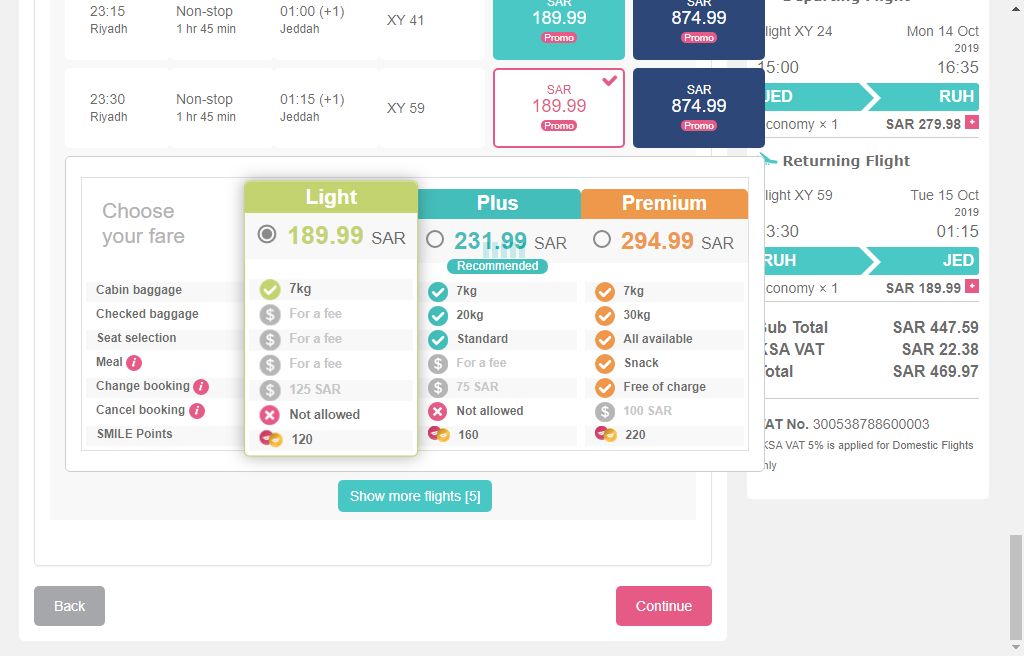 23:15 Non-stop 01:00 (+1) XY 41
Riyadh 1 hr 45 min Jeddah
SAR SAR
189.99 874.99
Promo Promo
23:30 Non-stop 01:15 (+1) XY 59
Riyadh 1 hr 45 min Jeddah
SAR SAR
189.99 874.99
Promo Promo
Choose
your fare
Light Plus Premium
189.99 SAR 231.99 SAR 294.99 SAR
Recommended
Cabin baggage 7kg 7kg 7kg
Checked baggage $ For a fee 20kg 30kg
Seat selection $ For a fee Standard All available
Meal i $ For a fee $ For a fee Snack
Change booking i $ 125 SAR $ 75 SAR Free of charge
Cancel booking i Not allowed Not allowed $ 100 SAR
SMILE Points 120 160 220
Show more flights [5]
Back Continue
Departing Flight
light XY 24 Mon 14 Oct
2019
15:00 16:35
JED RUH
conomy × 1 SAR 279.98 +
Returning Flight
light XY 59 Tue 15 Oct
2019
3:30 01:15
RUH JED
conomy × 1 SAR 189.99 +
ub Total SAR 447.59
KSA VAT SAR 22.38
otal SAR 469.97
AT No. 300538788600003
KSA VAT 5% is applied for Domestic Flights
nly